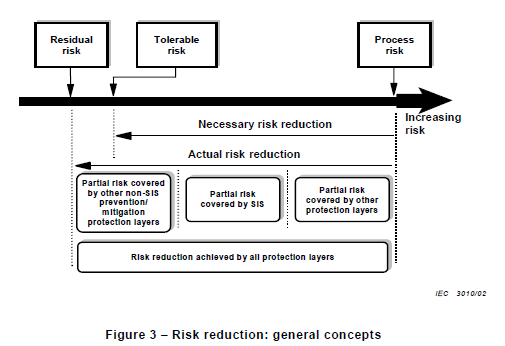 Residual
risk
Tolerable
risk
Process
risk
Increasing
risk
Necessary risk reduction
Actual risk reduction
Partial risk covered
by other non-SIS
prevention/
mitigation
protection layers
Partial risk
covered by SIS
Partial risk
covered by other
protection layers
Risk reduction achieved by all protection layers
IEC 3010/02
Figure 3 – Risk reduction: general concepts